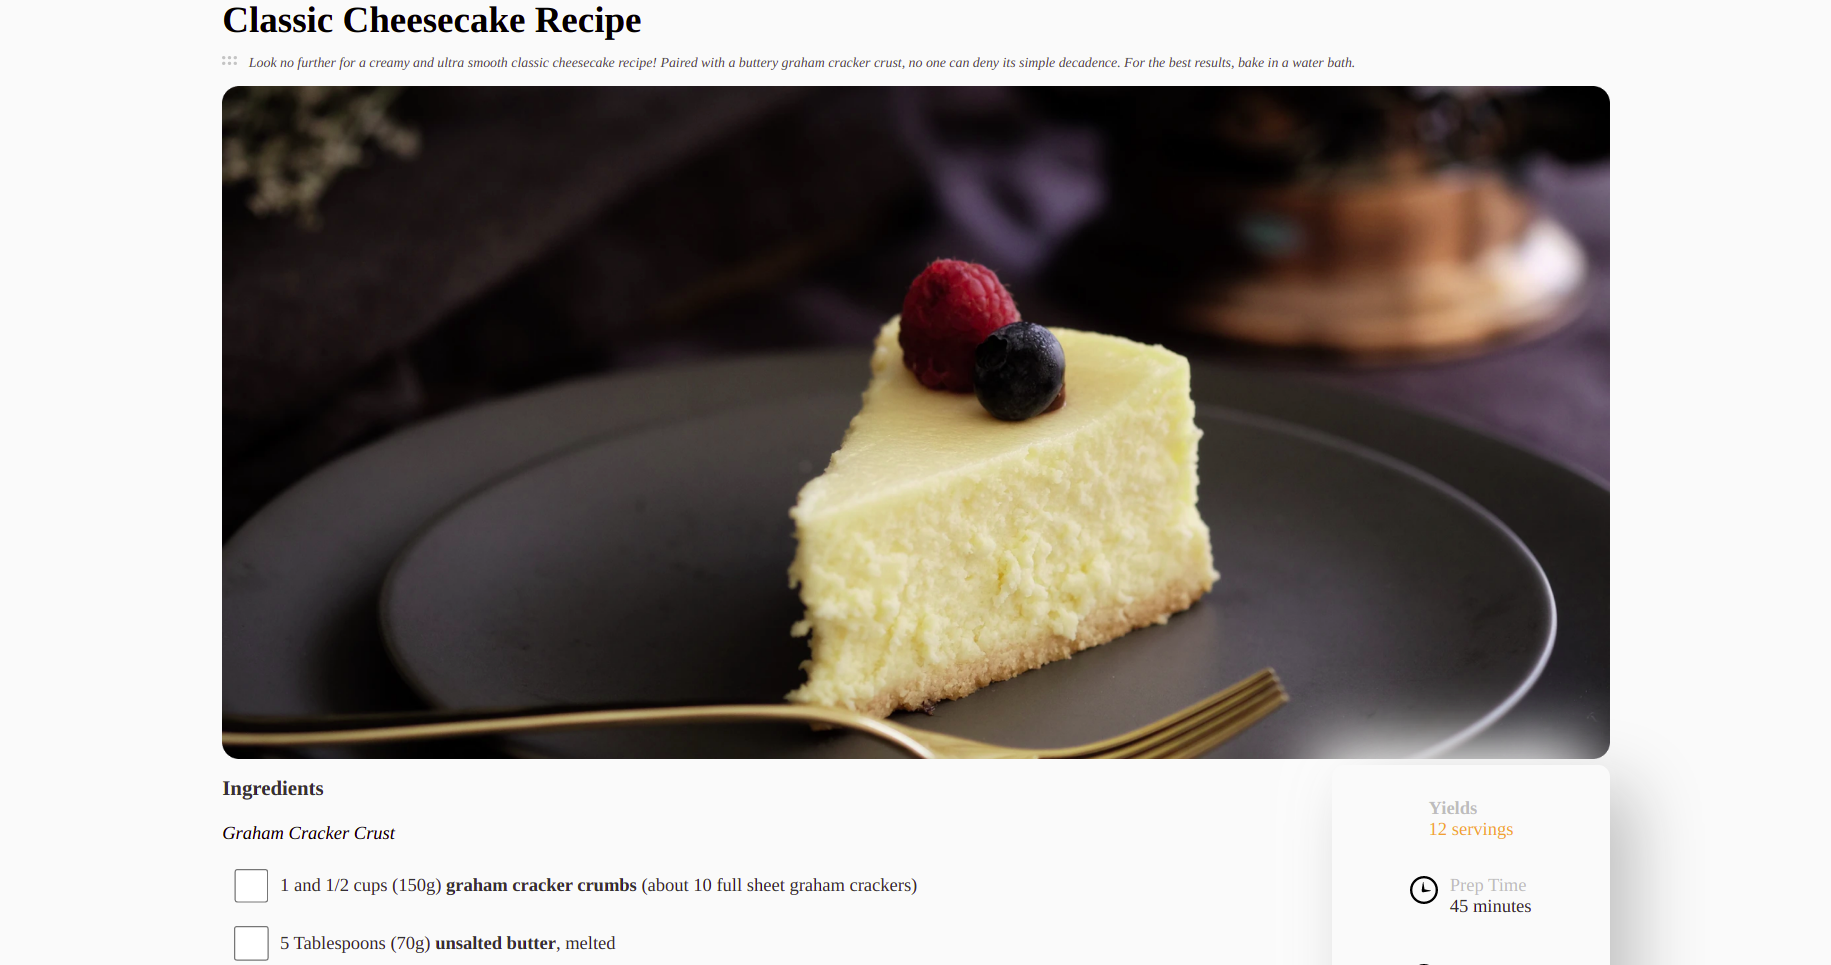 Classic Cheesecake Recipe
Look no further for a creamy and ultra smooth classic cheesecake recipe! Paired with a buttery graham cracker crust, no one can deny its simple decadence. For the best results, bake in a water bath.
Ingredients
Graham Cracker Crust
1 and 1/2 cups (150g) graham cracker crumbs (about 10 full sheet graham crackers)
5 Tablespoons (70g) unsalted butter, melted
Yields
12 servings
Prep Time
45 minutes